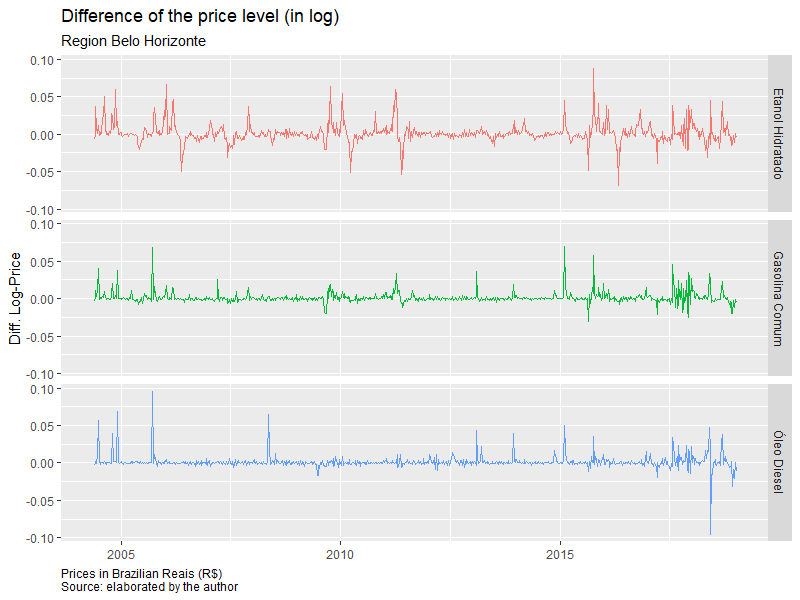 Difference of the price level (in log)
Region Belo Horizonte
Diff. Log-Price
0.10
0.05
0.00
-0.05
-0.10
Etanol Hidratado
0.10
0.05
0.00
-0.05
-0.10
Gasolina Comum
0.10
0.05
0.00
-0.05
-0.10
Óleo Diesel
2005
2010
2015
Prices in Brazilian Reais (R$)
Source: elaborated by the author